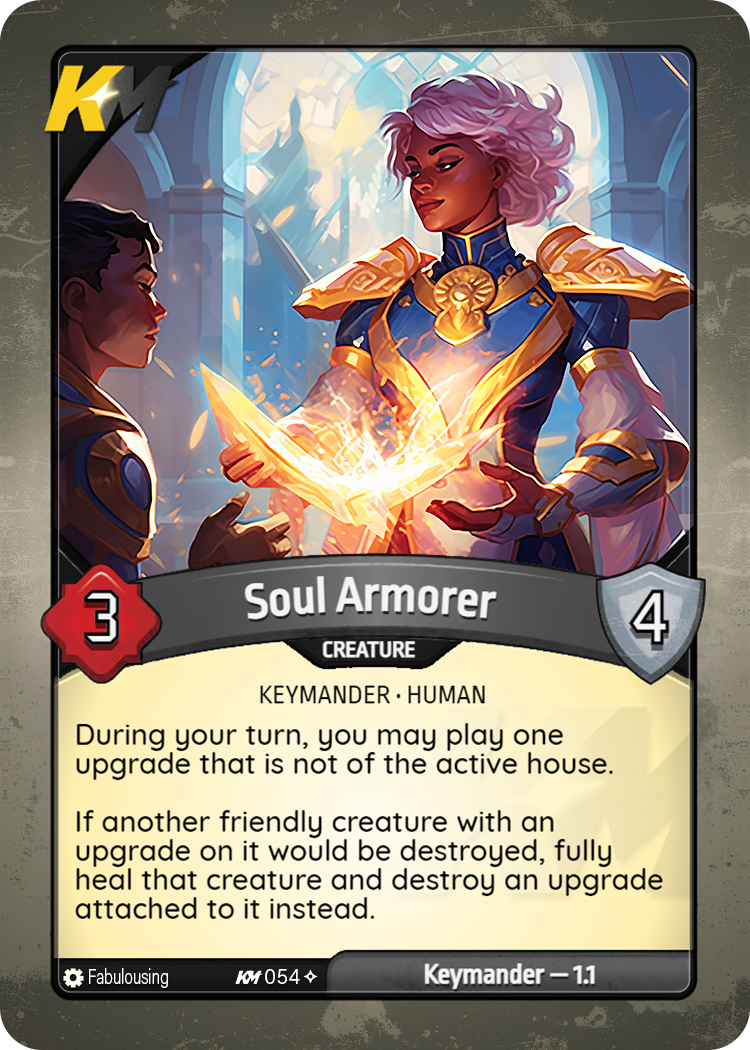 KM
3
Soul Armorer
4
CREATURE
KEYMANDER · HUMAN
During your turn, you may play one
upgrade that is not of the active house.
If another friendly creature with an
upgrade on it would be destroyed, fully
heal that creature and destroy an upgrade
attached to it instead.
Fabulousing
KM 054
Keymander — 1.1